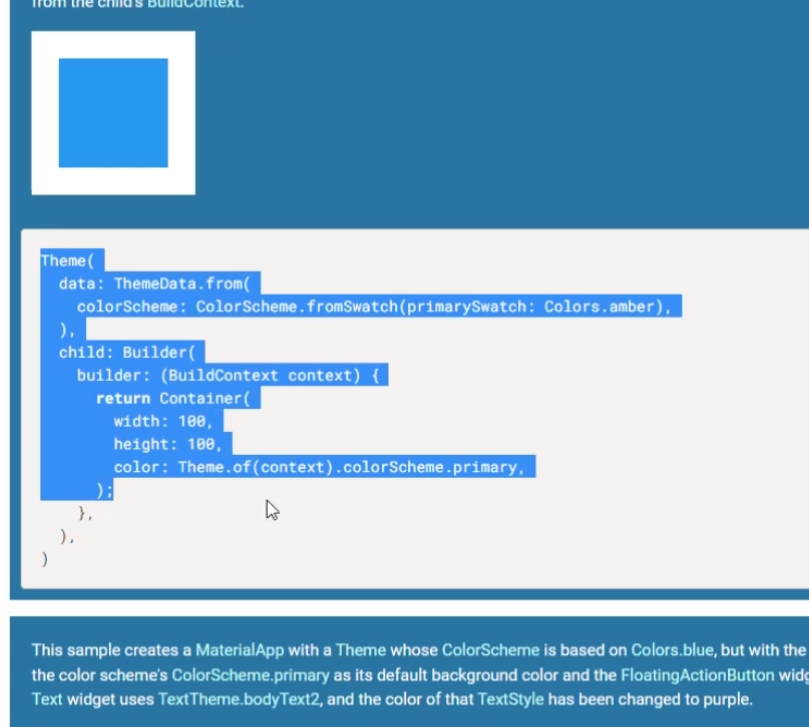 from the child's BuildContext.
Theme(
data: ThemeData.from(
colorScheme: ColorScheme.fromSwatch(primarySwatch: Colors.amber),
),
child: Builder(
builder: (BuildContext context) {
return Container(
width: 100,
height: 100,
color: Theme.of(context).colorScheme.primary,
);
},
),
)
This sample creates a MaterialApp with a Theme whose ColorScheme is based on Colors.blue, but with the
the color scheme's ColorScheme.primary as its default background color and the FloatingActionButton widg
Text widget uses TextTheme.bodyText2, and the color of that TextStyle has been changed to purple.